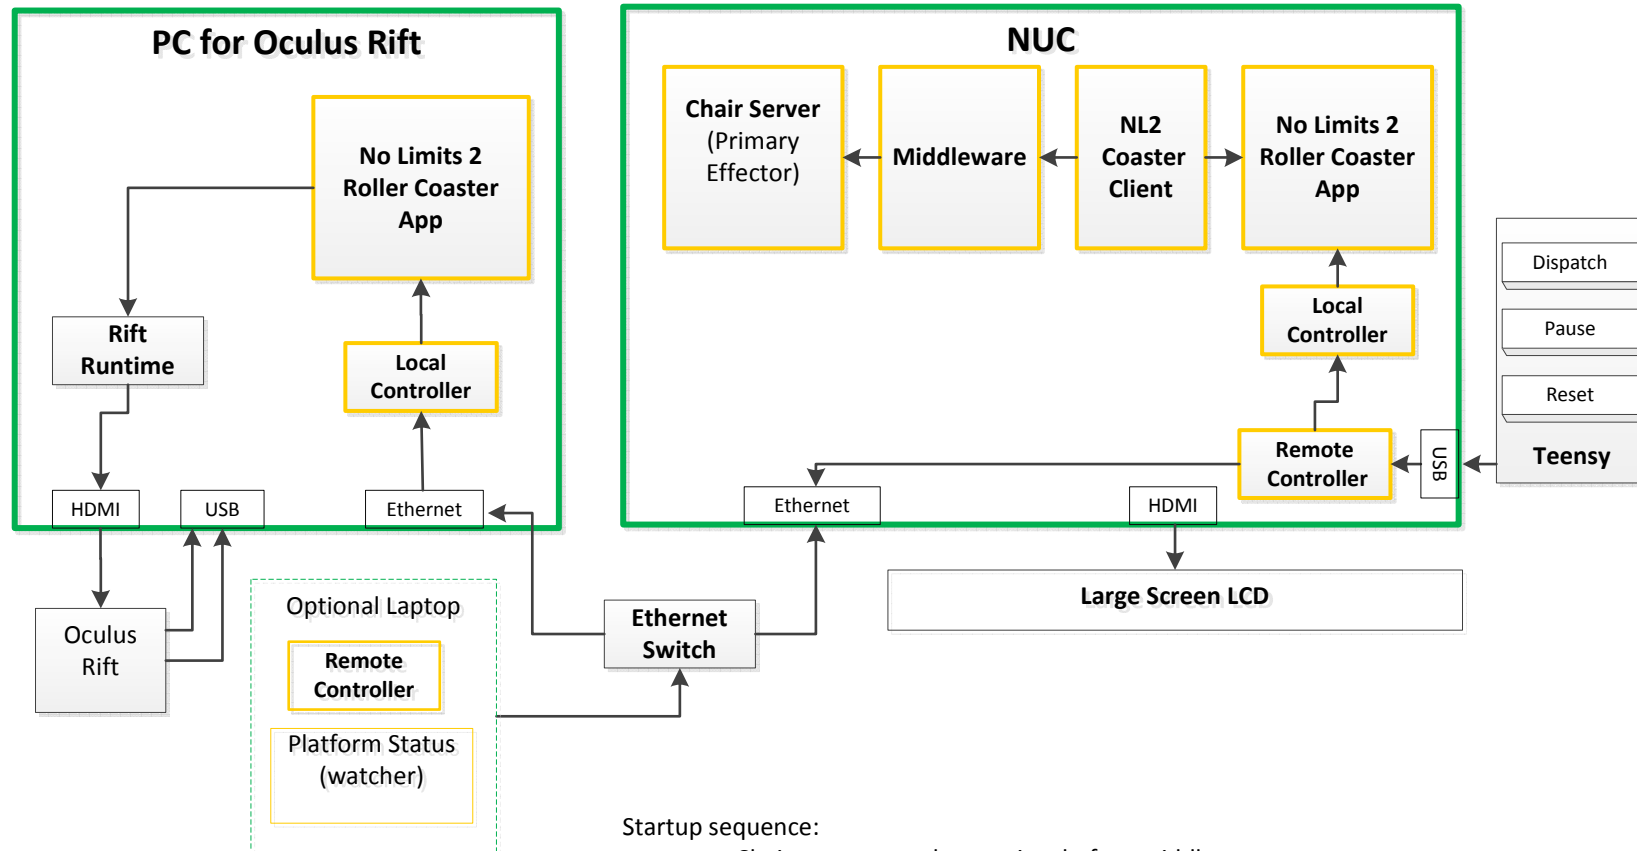 PC for Oculus Rift
No Limits 2
Roller Coaster
App
Rift
Runtime
Local
Controller
HDMI
USB
Ethernet
Oculus
Rift
Optional Laptop
Remote
Controller
Platform Status
(watcher)
Ethernet
Switch
NUC
Chair Server
(Primary
Effector)
Middleware
NL2
Coaster
Client
No Limits 2
Roller Coaster
App
Local
Controller
Remote
Controller
USB
Ethernet
HDMI
Large Screen LCD
Dispatch
Pause
Reset
Teensy
Startup sequence: